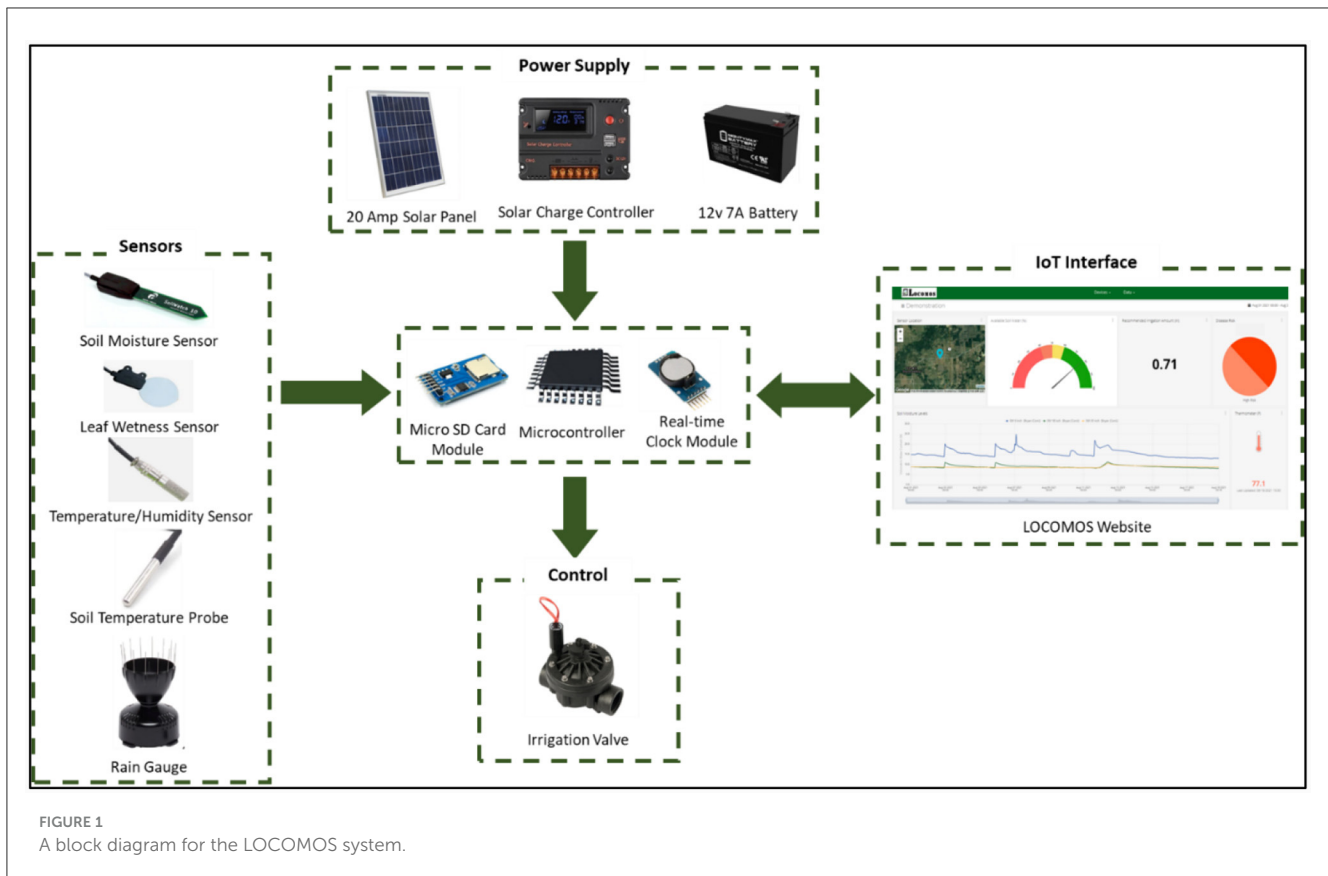 Power Supply
20 Amp Solar Panel
Solar Charge Controller
12v 7A Battery
Sensors
Soil Moisture Sensor
Leaf Wetness Sensor
Temperature/Humidity Sensor
Soil Temperature Probe
Rain Gauge
Micro SD Card
Module
Microcontroller
Real-time
Clock Module
Control
Irrigation Valve
IoT Interface
LOCOMOS
Demonstration
0.71
77.1
LOCOMOS Website
FIGURE 1
A block diagram for the LOCOMOS system.